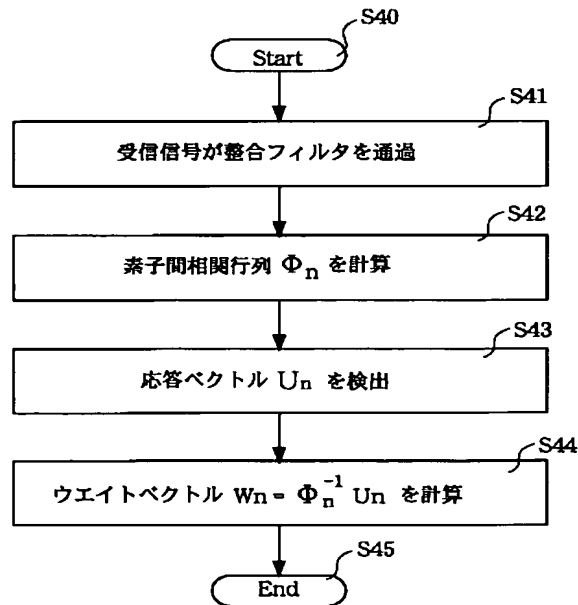 S40
Start
S41
受信信号が整合フィルタを通過
S42
素子間相関行列 Φn を計算
S43
応答ベクトル Un を検出
S44
ウエイトベクトル Wn = Φn^-1 Un を計算
S45
End